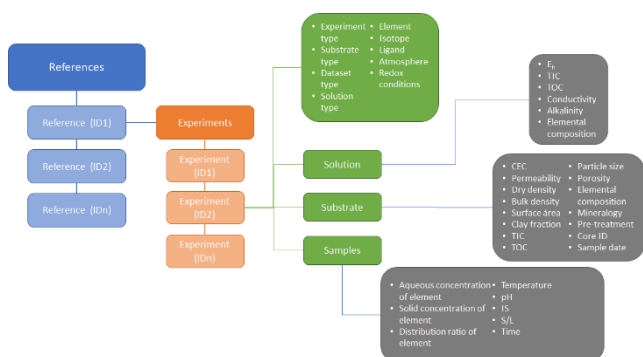 References
Reference (ID1)
Reference (ID2)
Reference (IDn)
Experiments
Experiment
(ID1)
Experiment
(ID2)
Experiment
(IDn)
• Experiment
type
• Substrate
type
• Dataset
type
• Solution
type
• Element
• Isotope
• Ligand
• Atmosphere
• Redox
conditions
Solution
Substrate
Samples
• Eh
• TIC
• TOC
• Conductivity
• Alkalinity
• Elemental
composition
• CEC
• Permeability
• Dry density
• Bulk density
• Surface área
• Clay fraction
• TIC
• TOC
• Particle size
• Porosity
• Elemental
composition
• Mineralogy
• Pre-treatment
• Core ID
• Sample date
• Aqueous concentration
of element
• Solid concentration of
element
• Distribution ratio of
element
• Temperature
• pH
• IS
• S/L
• Time